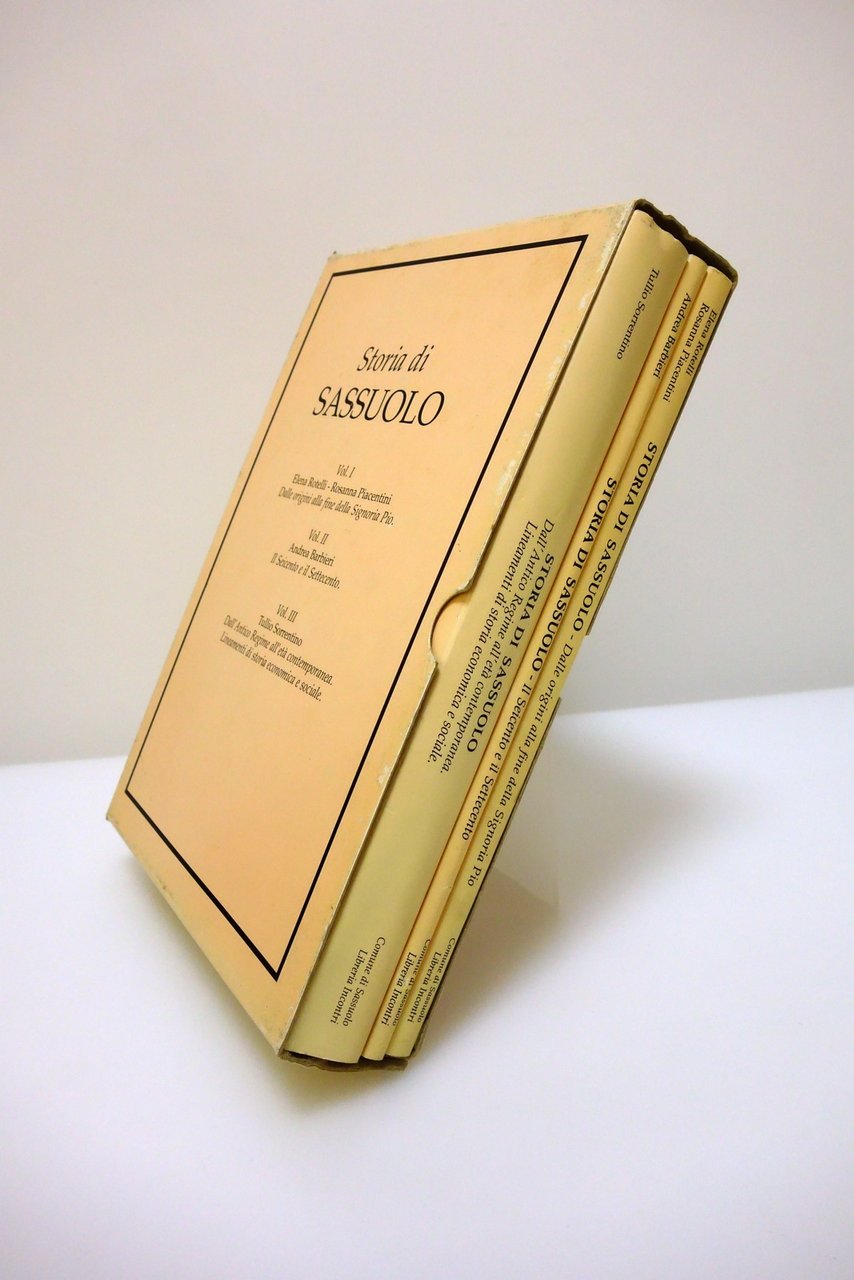 Storia di
SASSUOLO
Vol. I
Elena Rotelli - Rosanna Piacentini
Dalle origini alla fine della Signoria Pio.
Vol. II
Andrea Barbieri
Il Seicento e il Settecento.
Vol. III
Tullio Sorrentino
Dall'Antico Regime all'età contemporanea.
Lineamenti di storia economica e sociale.
Tullio Sorrentino
STORIA DI SASSUOLO
Dall'Antico Regime all'età contemporanea.
Lineamenti di storia economica e sociale.
Comune di Sassuolo
Libreria Incontri
Andrea Barbieri
STORIA DI SASSUOLO - Il Seicento e il Settecento
Comune di Sassuolo
Libreria Incontri
Elena Rotelli
Rosanna Piacentini
STORIA DI SASSUOLO - Dalle origini alla fine della Signoria Pio
Comune di Sassuolo
Libreria Incontri